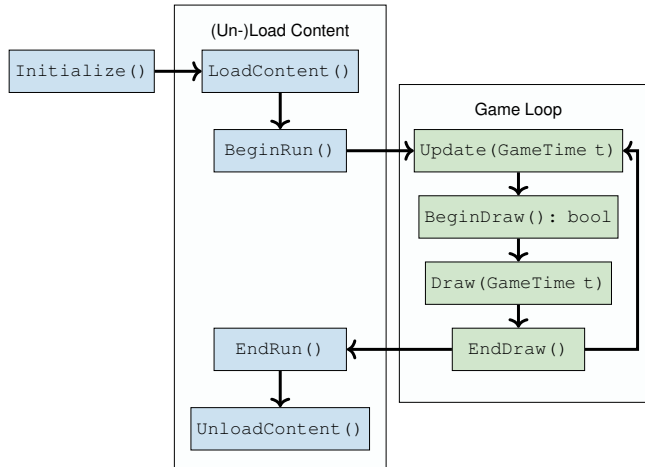 (Un-)Load Content
Initialize()
LoadContent()
Game Loop
BeginRun()
Update(GameTime t)
BeginDraw(): bool
Draw(GameTime t)
EndRun()
EndDraw()
UnloadContent()